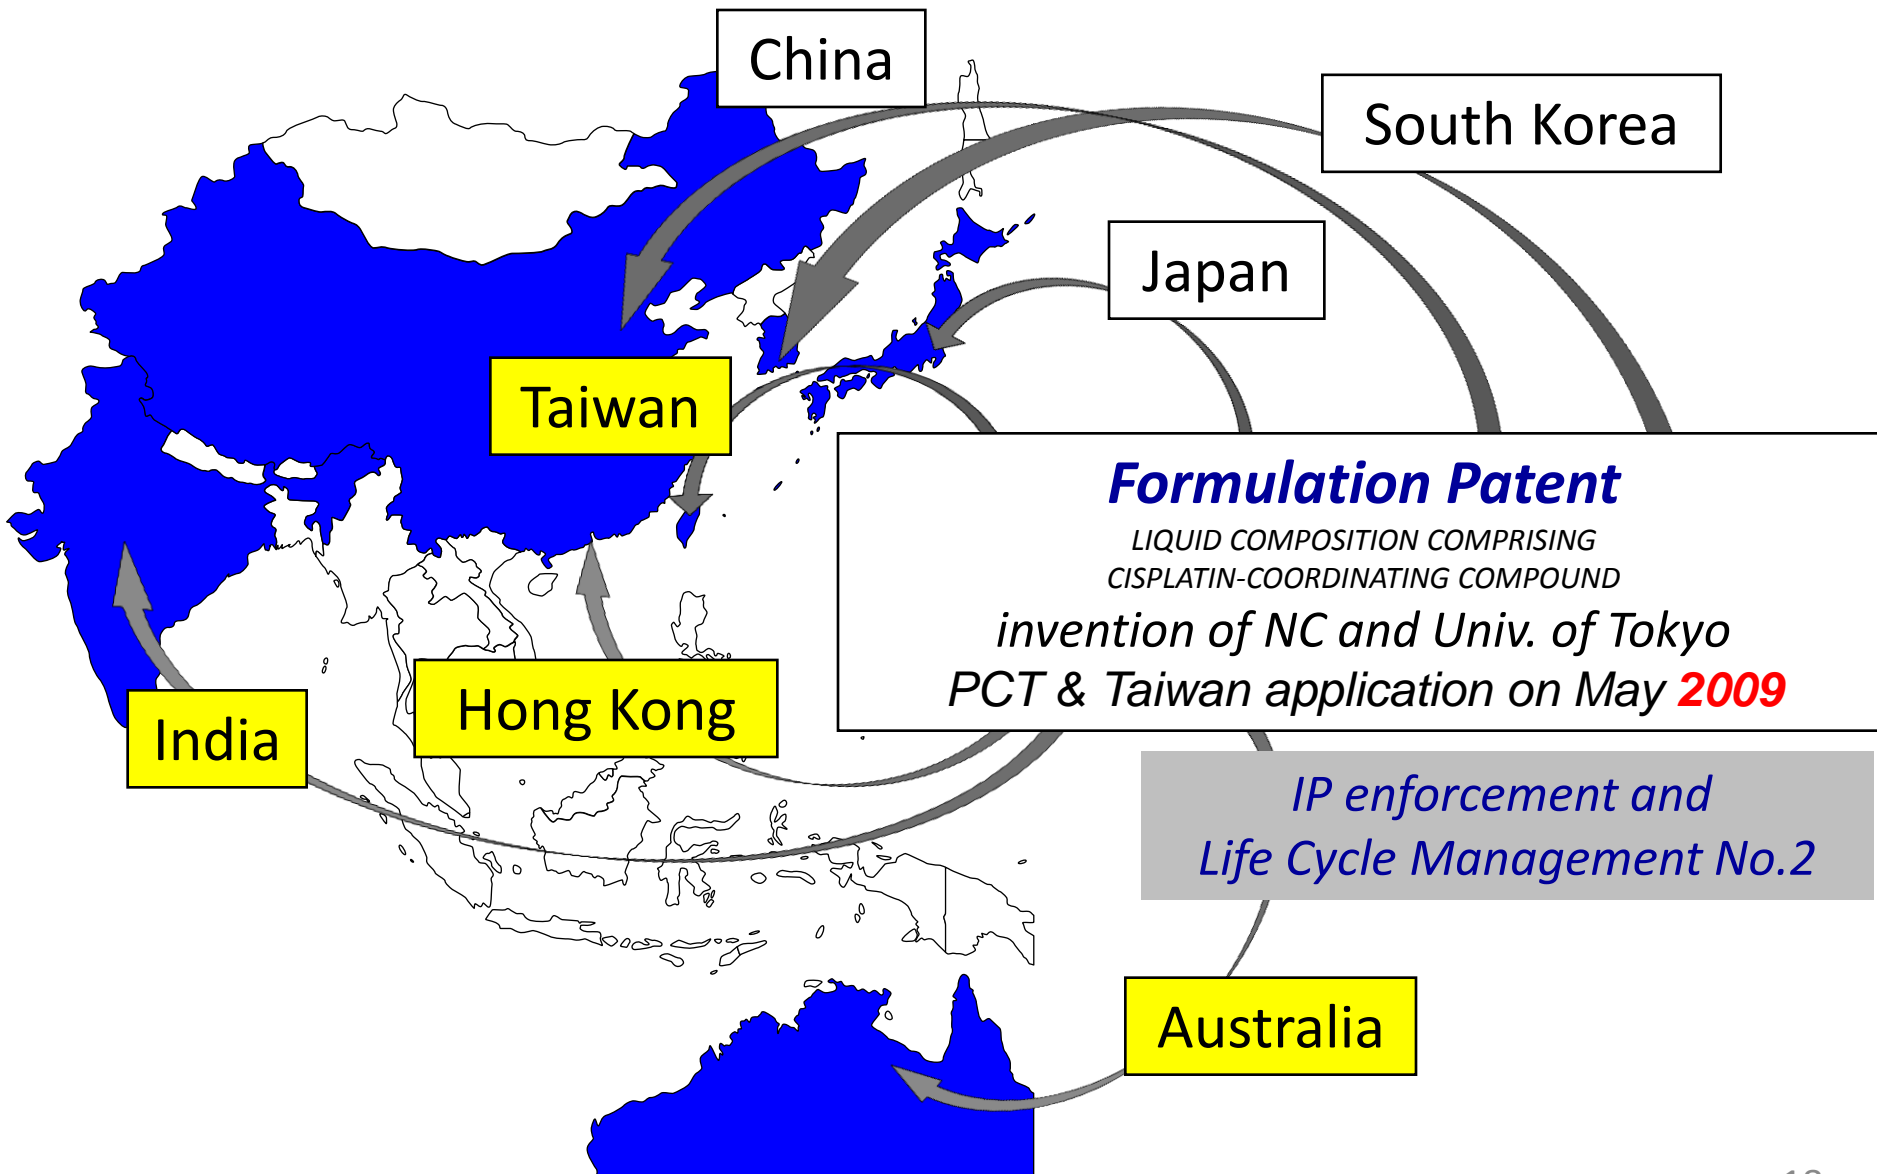 China
South Korea
Japan
Taiwan
Formulation Patent
LIQUID COMPOSITION COMPRISING
CISPLATIN-COORDINATING COMPOUND
invention of NC and Univ. of Tokyo
PCT & Taiwan application on May 2009
Hong Kong
India
IP enforcement and
Life Cycle Management No.2
Australia